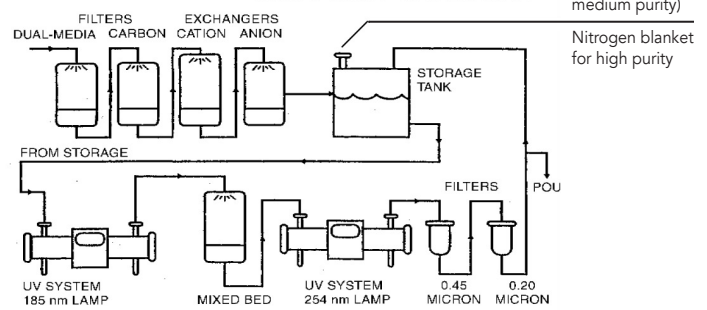 medium purity)
Nitrogen blanket
for high purity
FILTERS
EXCHANGERS
DUAL-MEDIA CARBON CATION ANION
STORAGE
TANK
FROM STORAGE
FILTERS
POU
UV SYSTEM
185 nm LAMP
MIXED BED
UV SYSTEM
254 nm LAMP
0.45
MICRON
0.20
MICRON